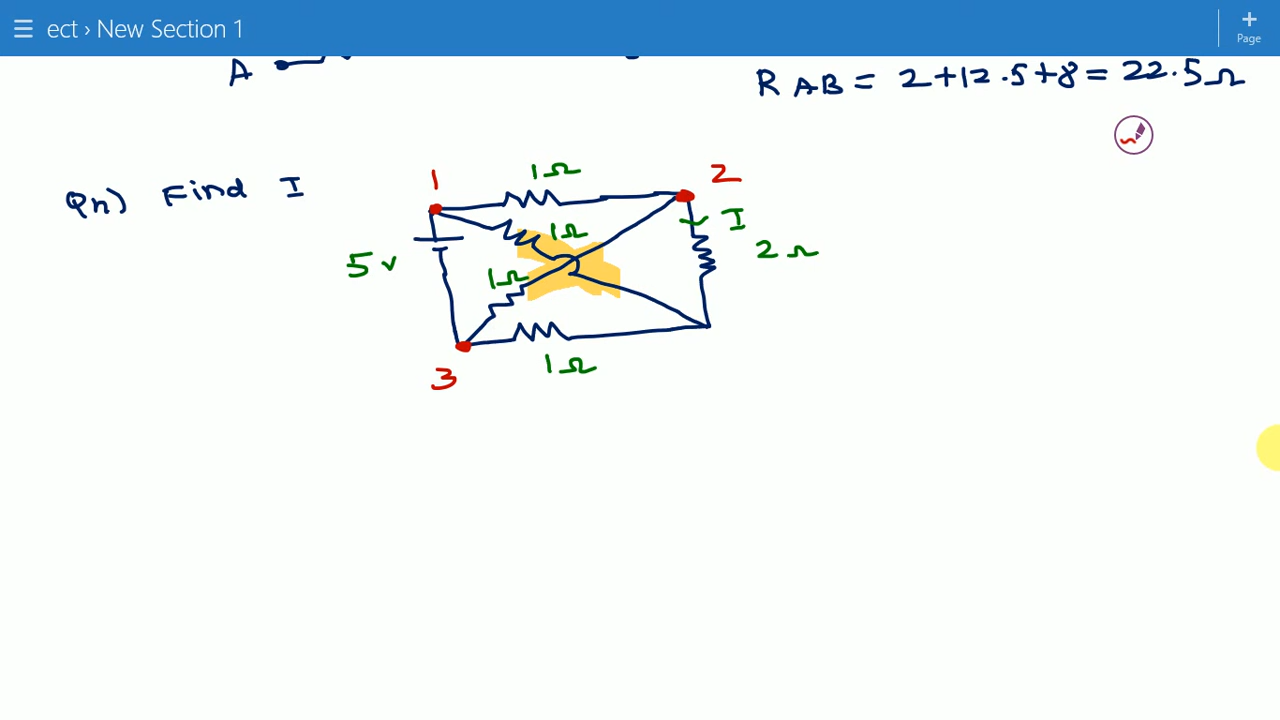 ect › New Section 1
Page
A
R AB = 2+12.5+8 = 22.5Ω
Qn) Find I
1Ω
1
2
I
1Ω
2Ω
5v
1Ω
1Ω
3